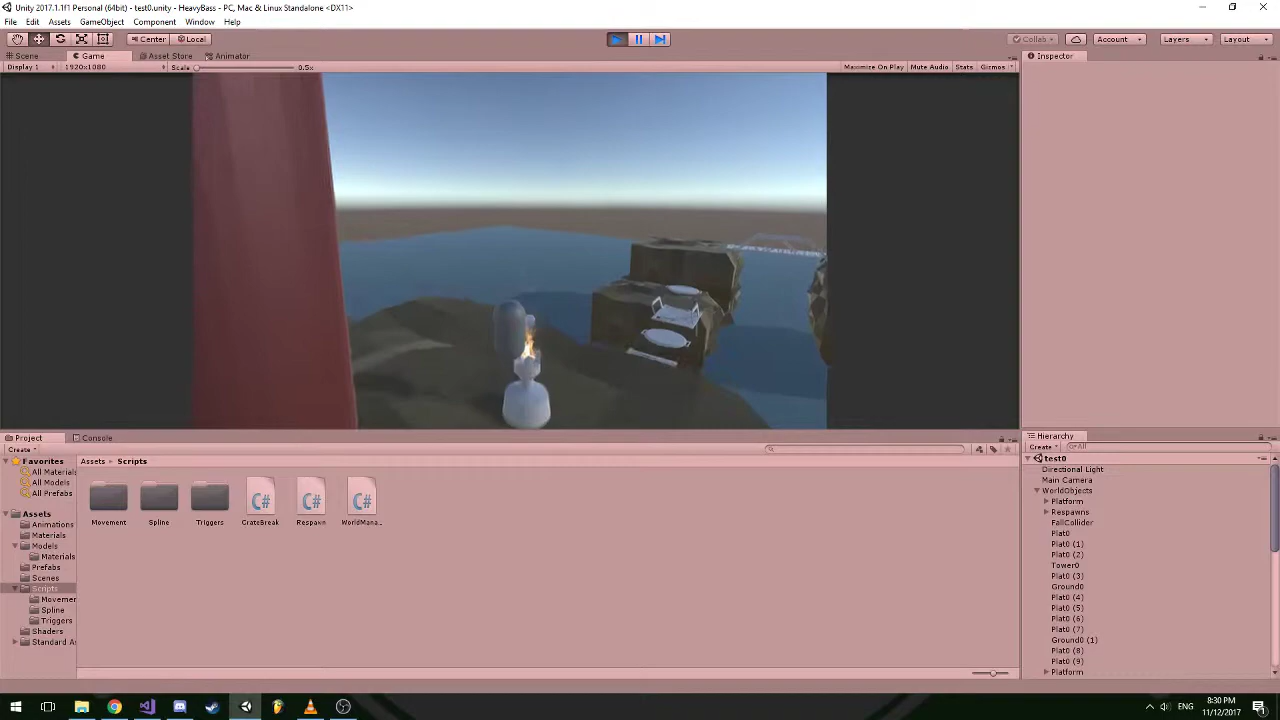 Unity 2017.1.1f1 Personal (64bit) - test0.unity - HeavyBass - PC, Mac & Linux Standalone <DX11>
File Edit Assets GameObject Component Window Help
Center Local Collab Account Layers Layout
Scene Game Asset Store Animator Inspector
Display 1 1920x1080 Scale 0.5x Maximize On Play Mute Audio Stats Gizmos
Project Console Hierarchy
Create Create All
Favorites Assets Scripts test0
All Materials
All Models
All Prefabs
Assets
Animations
Materials
Models
Materials
Prefabs
Scenes
Scripts
Movemer
Spline
Triggers
Shaders
Standard As
Movement Spline Triggers CrateBreak Respawn WorldMana...
C# C# C#
Directional Light
Main Camera
WorldObjects
Platform
Respawns
FallCollider
Plat0
Plat0 (1)
Plat0 (2)
Tower0
Plat0 (3)
Ground0
Plat0 (4)
Plat0 (5)
Plat0 (6)
Plat0 (7)
Ground0 (1)
Plat0 (8)
Plat0 (9)
Platform
ENG
8:30 PM
11/12/2017